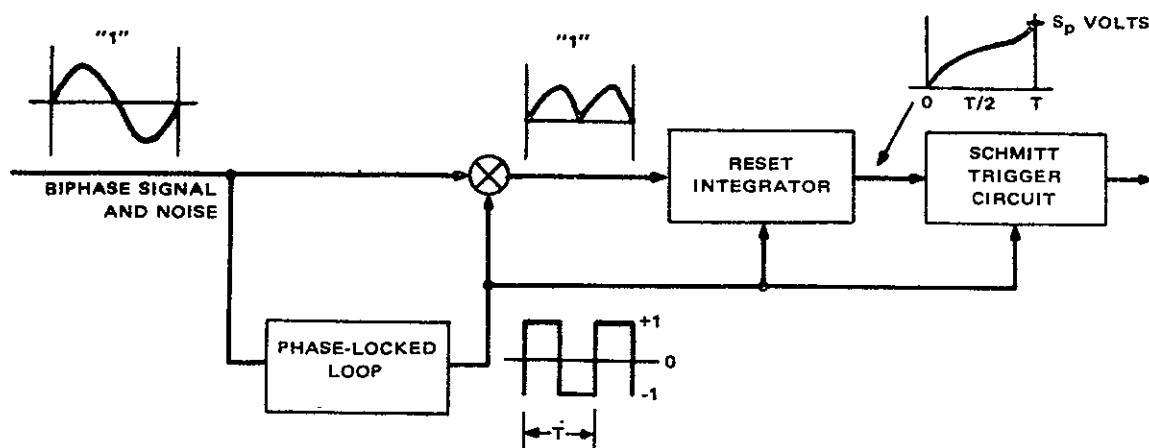 "1"
"1"
Sp VOLTS
0 T/2 T
BIPHASE SIGNAL
AND NOISE
RESET
INTEGRATOR
SCHMITT
TRIGGER
CIRCUIT
PHASE-LOCKED
LOOP
+1
0
-1
T